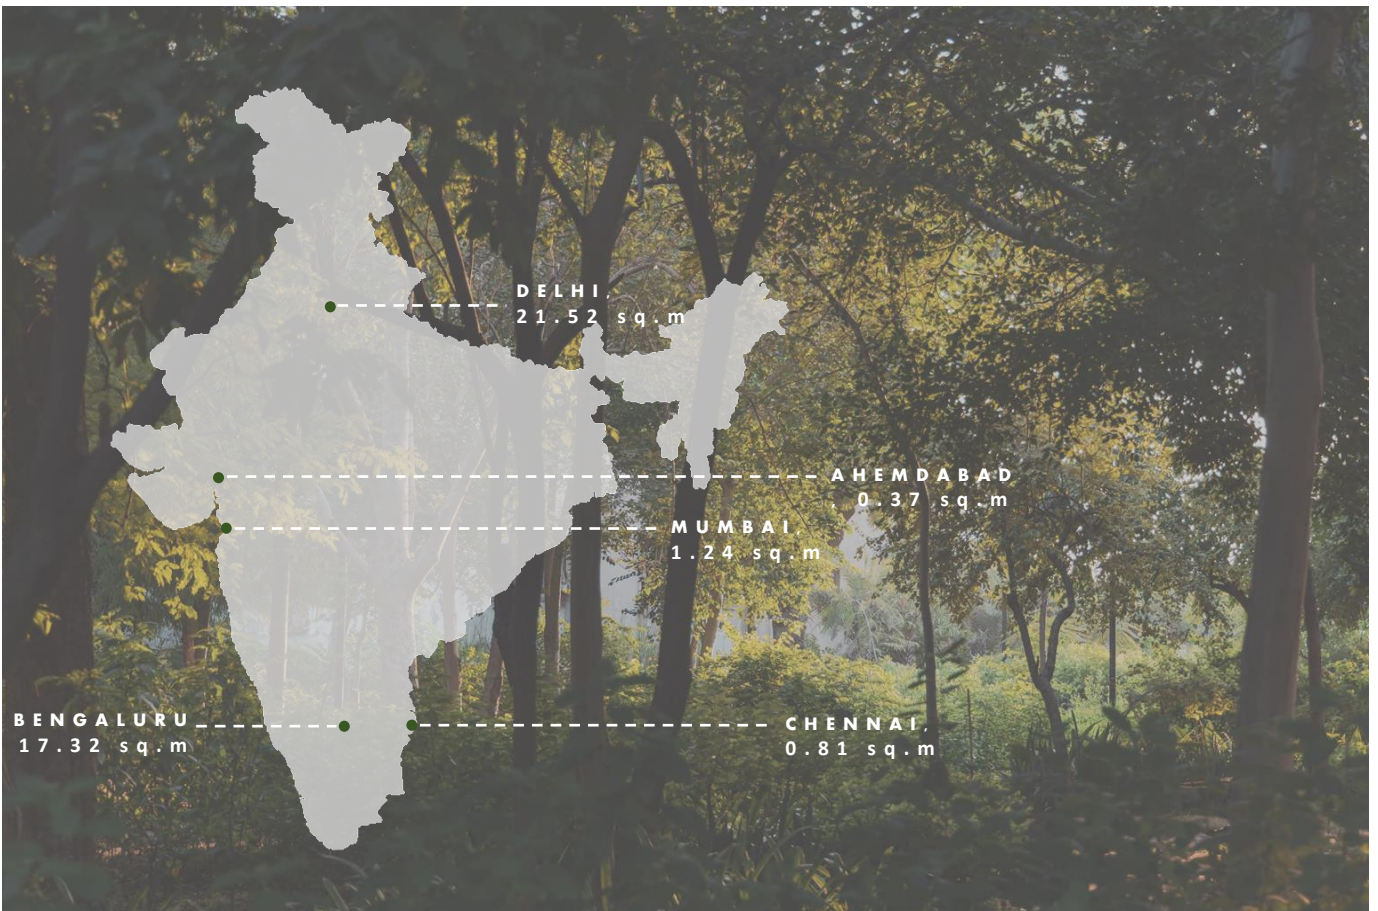 DELHI,
21.52 sq.m
AHEMDABAD
, 0.37 sq.m
MUMBAI,
1.24 sq.m
BENGALURU
17.32 sq.m
CHENNAI,
0.81 sq.m